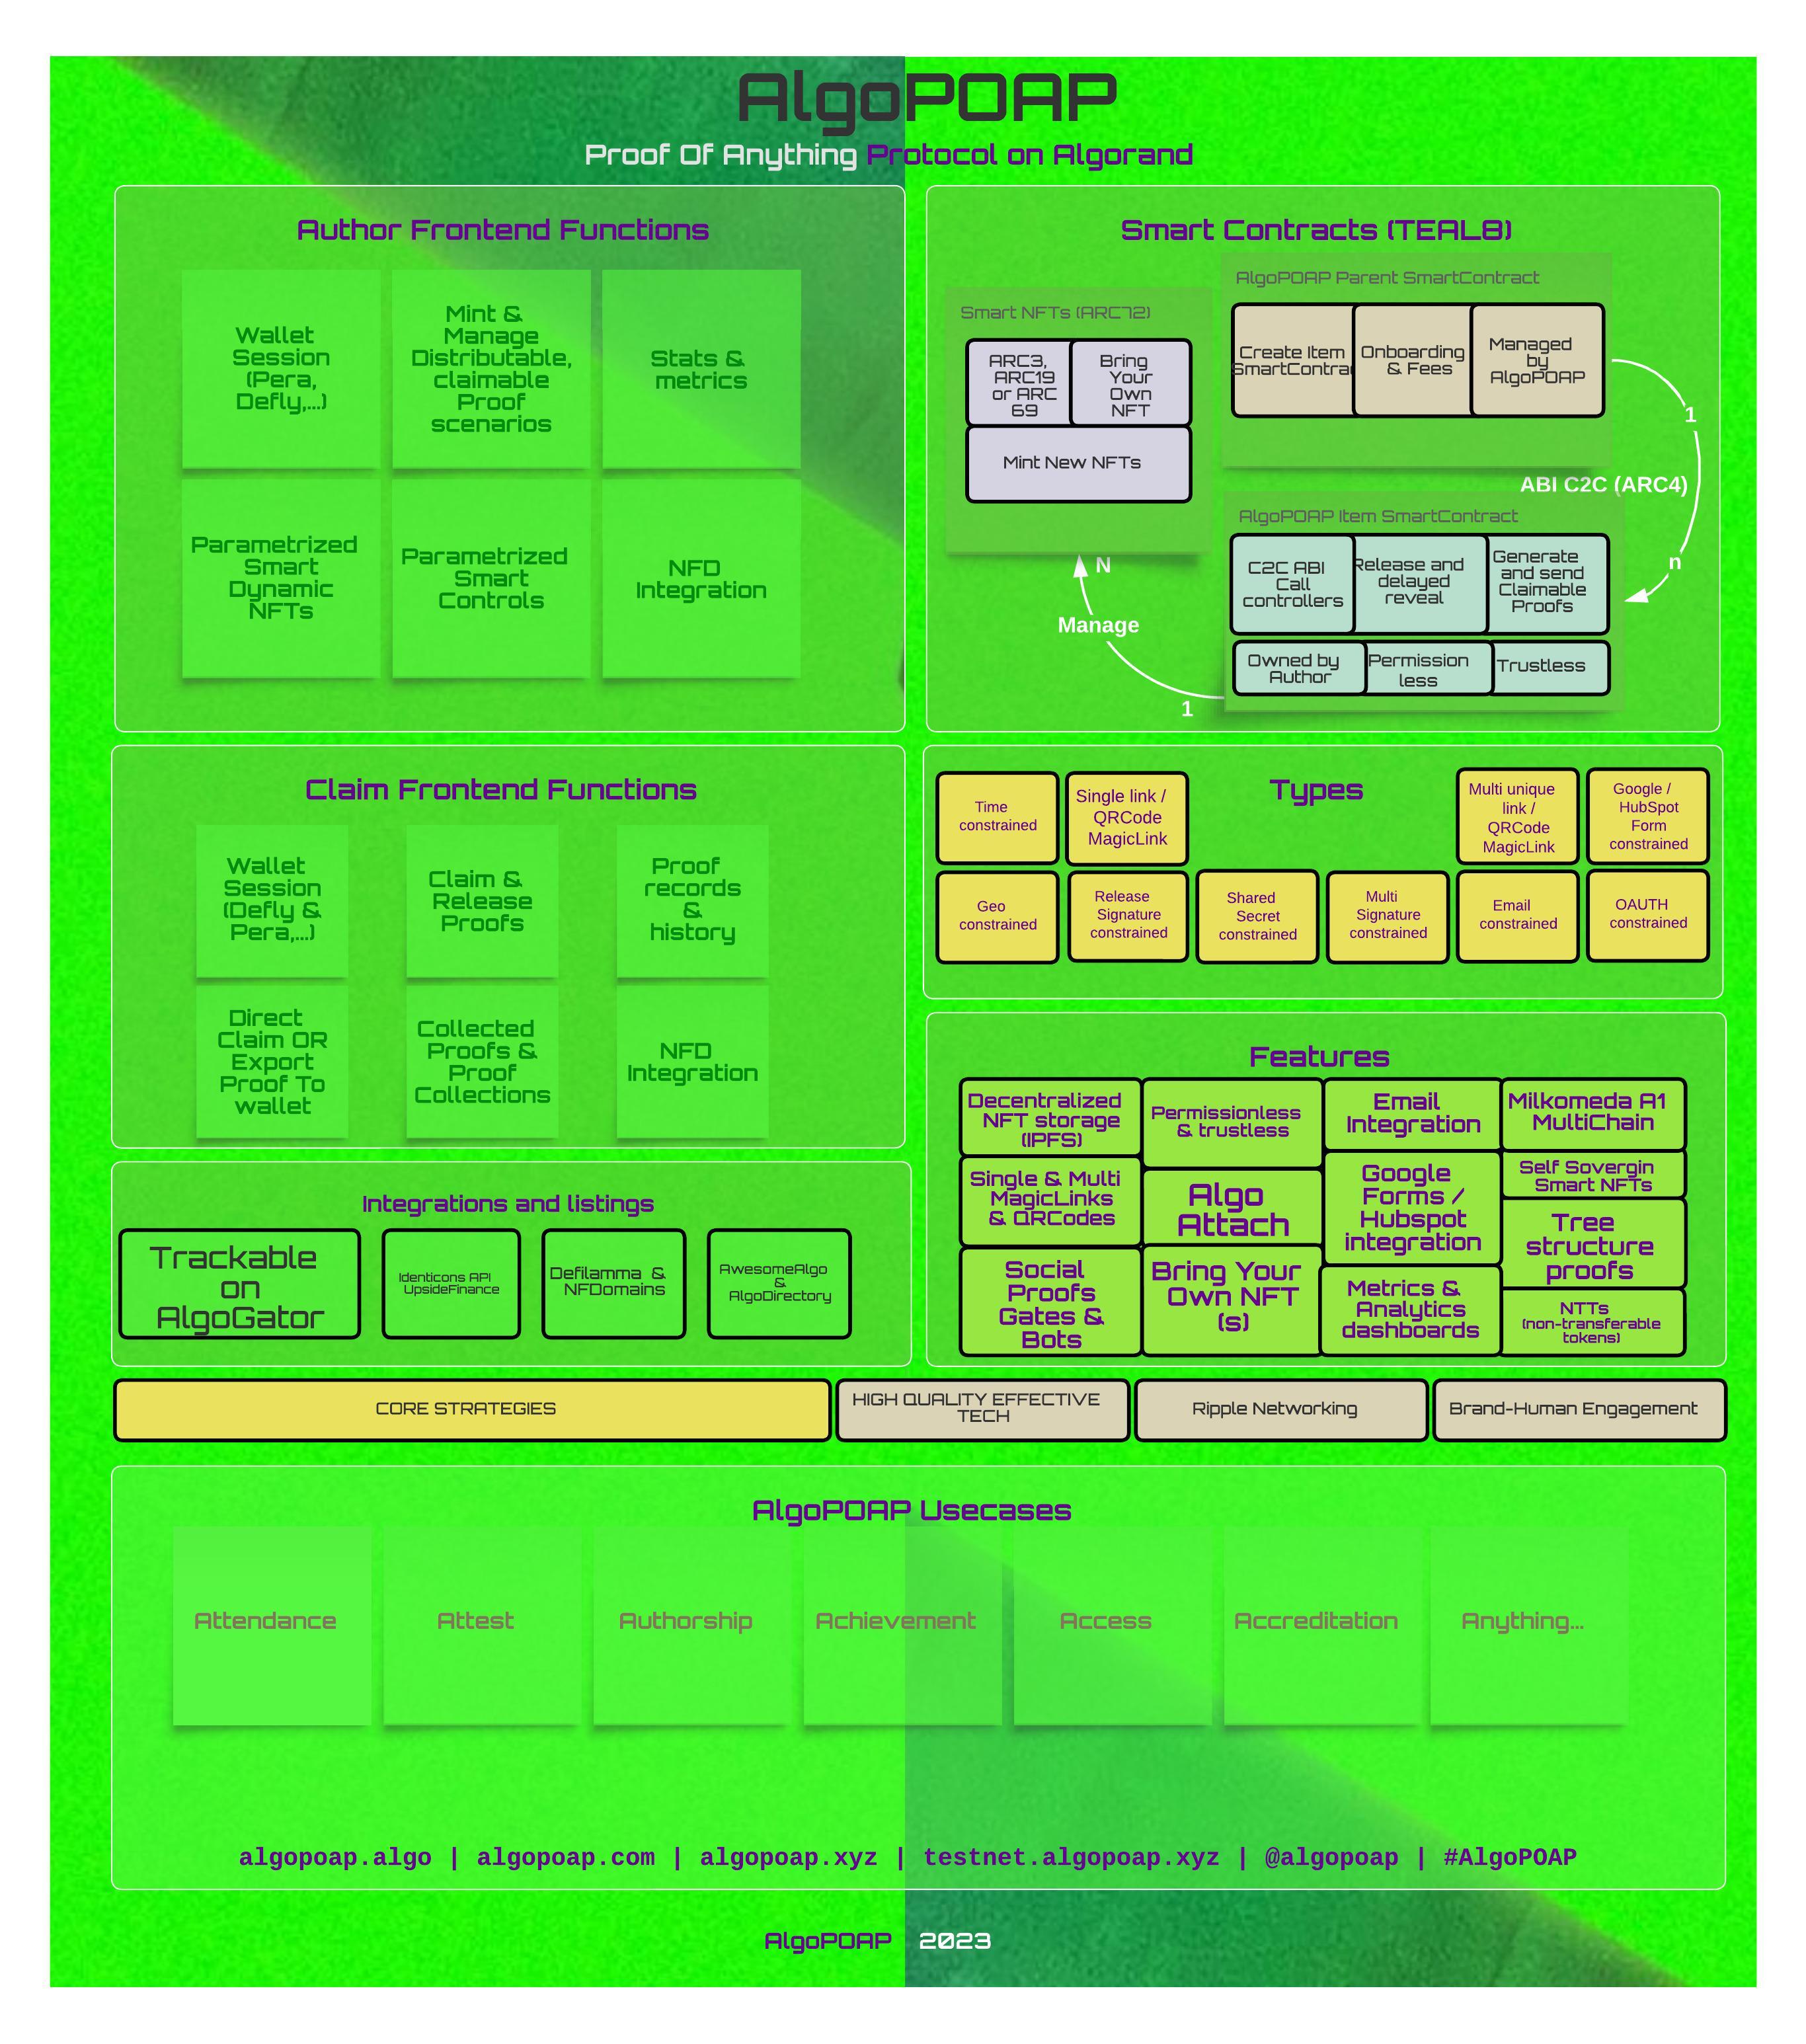 AlgoPOAP
Proof Of Anything Protocol on Algorand
Author Frontend Functions
Wallet
Session
(Pera,
Defly,...)
Mint &
Manage
Distributable,
claimable
Proof
scenarios
Stats &
metrics
Parametrized
Smart
Dynamic
NFTs
Parametrized
Smart
Controls
NFD
Integration
Smart Contracts (TEAL8)
Smart NFTs (ARC72)
ARC3,
ARC19
or ARC
69
Bring
Your
Own
NFT
Mint New NFTs
AlgoPOAP Parent SmartContract
Create Item
SmartContrac
Onboarding
& Fees
Managed
by
AlgoPOAP
1
ABI C2C (ARC4)
n
AlgoPOAP Item SmartContract
C2C ABI
Call
controllers
Release and
delayed
reveal
Generate
and send
Claimable
Proofs
Owned by
Author
Permission
less
Trustless
N
Manage
1
Claim Frontend Functions
Wallet
Session
(Defly &
Pera,...)
Claim &
Release
Proofs
Proof
records
&
history
Direct
Claim OR
Export
Proof To
wallet
Collected
Proofs &
Proof
Collections
NFD
Integration
Types
Time
constrained
Single link /
QRCode
MagicLink
Multi unique
link /
QRCode
MagicLink
Google /
HubSpot
Form
constrained
Geo
constrained
Release
Signature
constrained
Shared
Secret
constrained
Multi
Signature
constrained
Email
constrained
OAUTH
constrained
Features
Decentralized
NFT storage
(IPFS)
Permissionless
& trustless
Email
Integration
Milkomeda A1
MultiChain
Single & Multi
MagicLinks
& QRCodes
Algo
Attach
Google
Forms /
Hubspot
integration
Self Sovergin
Smart NFTs
Tree
structure
proofs
Social
Proofs
Gates &
Bots
Bring Your
Own NFT
(s)
Metrics &
Analytics
dashboards
NTTs
(non-transferable
tokens)
Integrations and listings
Trackable
on
AlgoGator
Identicons API
UpsideFinance
Defilamma &
NFDomains
AwesomeAlgo
&
AlgoDirectory
CORE STRATEGIES
HIGH QUALITY EFFECTIVE
TECH
Ripple Networking
Brand-Human Engagement
AlgoPOAP Usecases
Attendance
Attest
Authorship
Achievement
Access
Accreditation
Anything...
algopoap.algo | algopoap.com | algopoap.xyz | testnet.algopoap.xyz | @algopoap | #AlgoPOAP
AlgoPOAP 2023